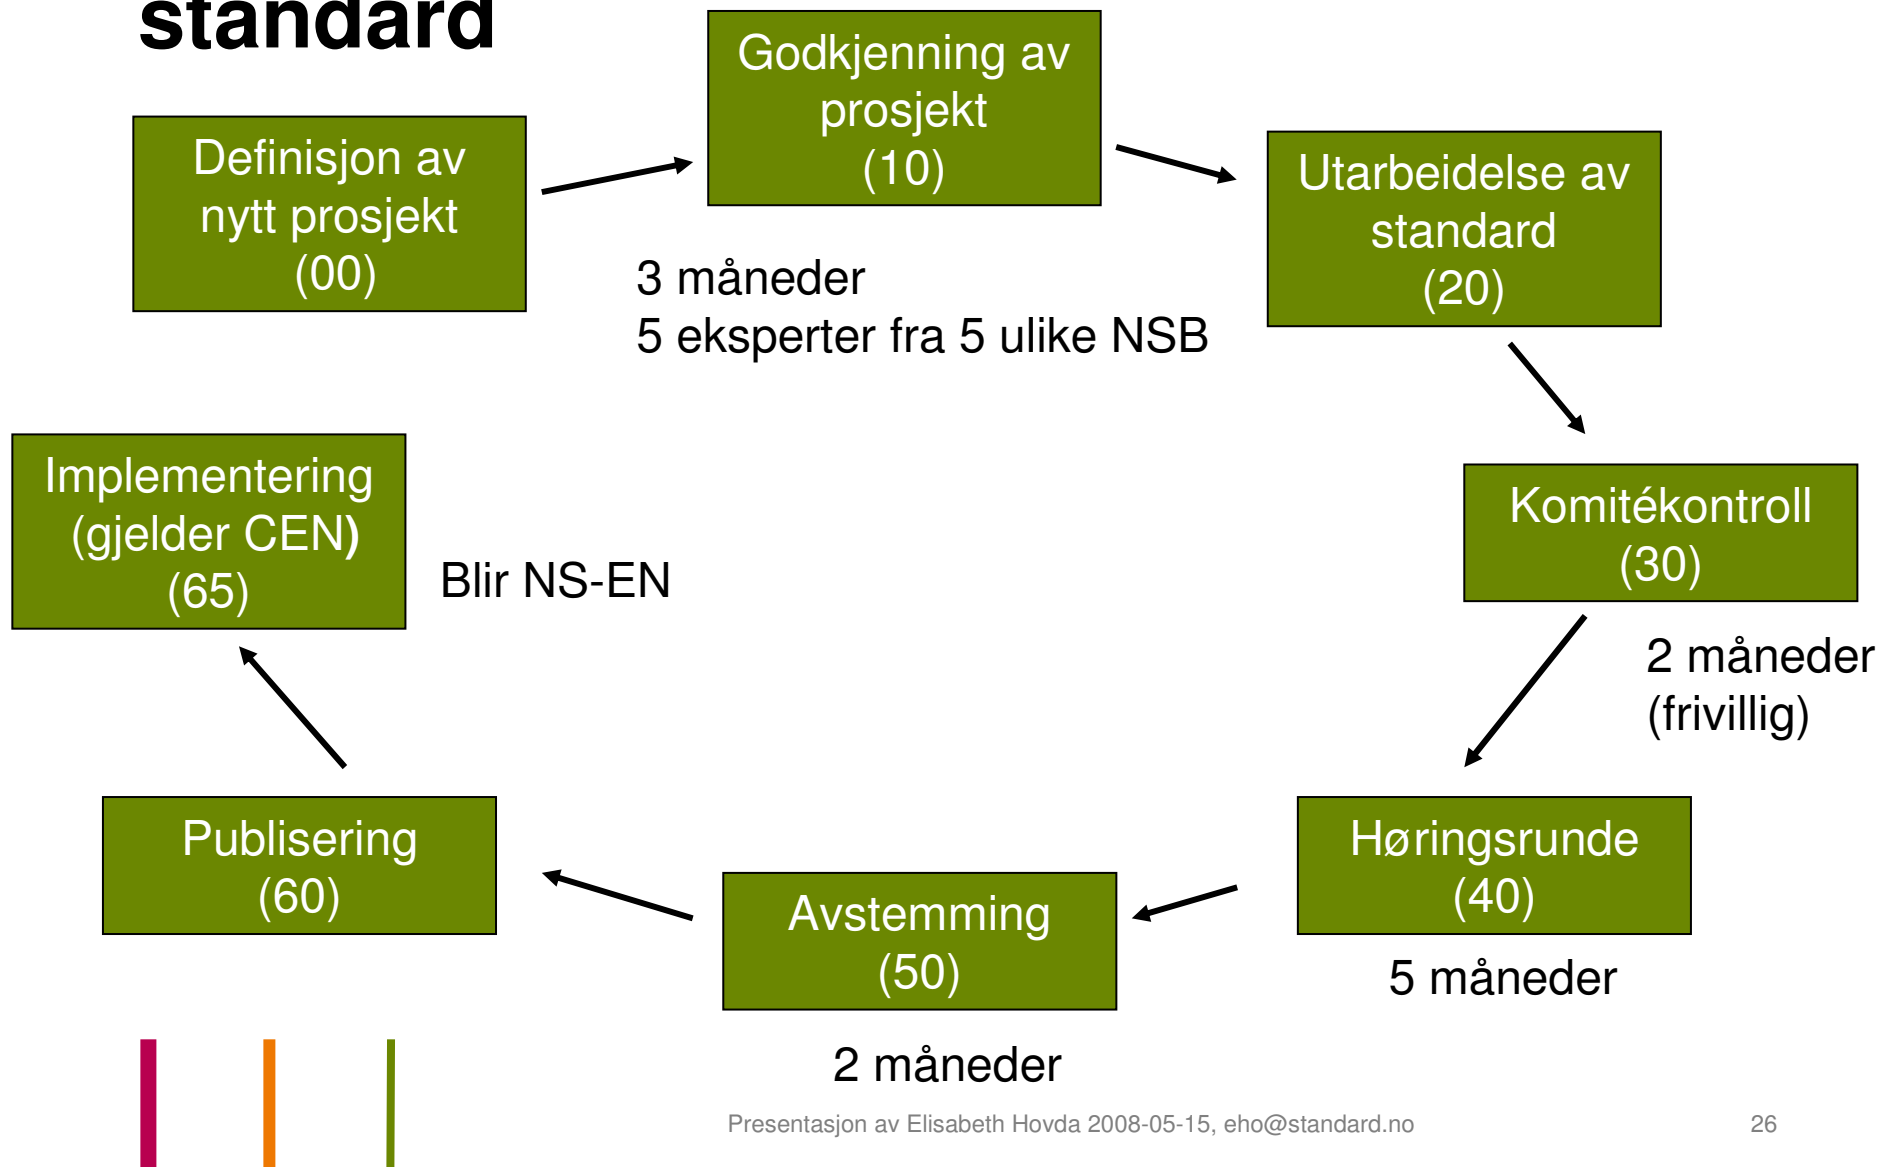 standard
Definisjon av
nytt prosjekt
(00)
Godkjenning av
prosjekt
(10)
3 måneder
5 eksperter fra 5 ulike NSB
Utarbeidelse av
standard
(20)
Komitékontroll
(30)
2 måneder
(frivillig)
Høringsrunde
(40)
5 måneder
Avstemming
(50)
2 måneder
Publisering
(60)
Implementering
(gjelder CEN)
(65)
Blir NS-EN
Presentasjon av Elisabeth Hovda 2008-05-15, eho@standard.no
26